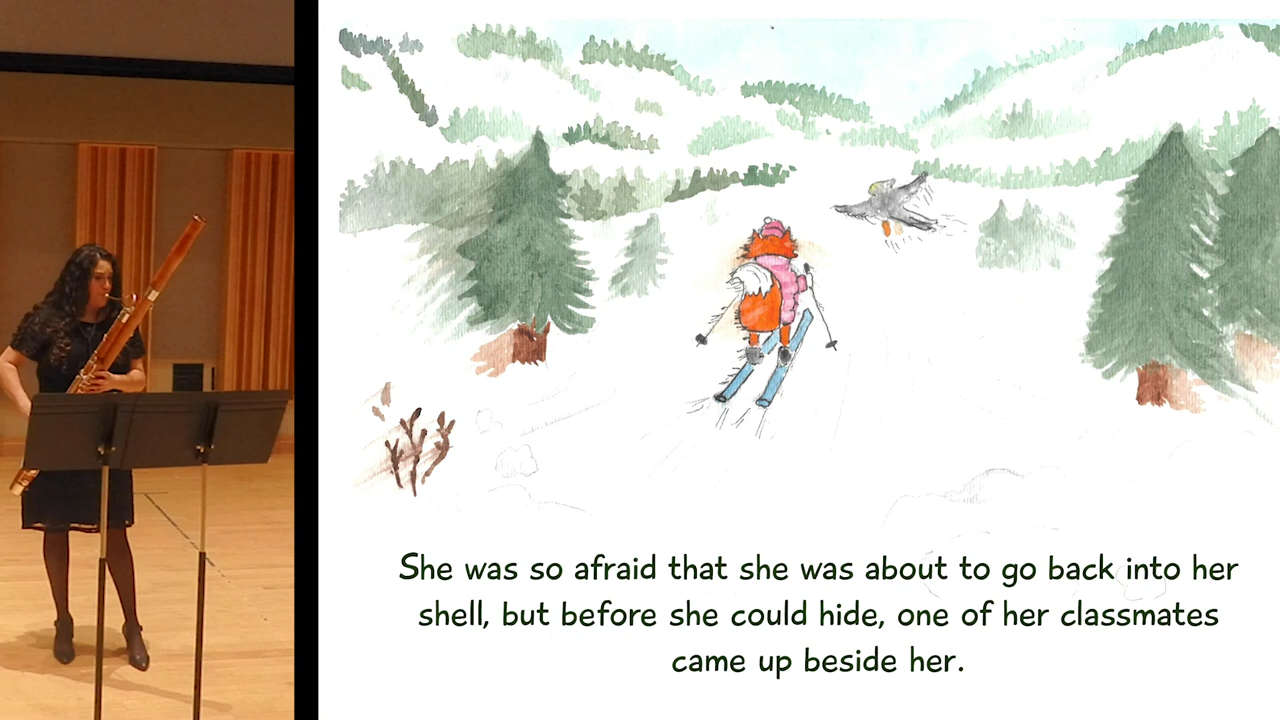 She was so afraid that she was about to go back into her
shell, but before she could hide, one of her classmates
came up beside her.